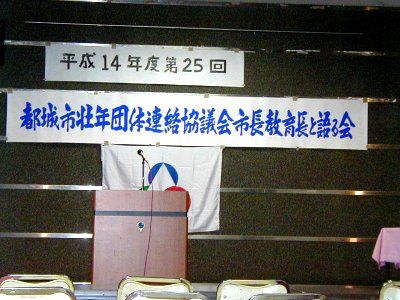 平成14年度第25回
都城市壮年団体連絡協議会市長教育長と語る会